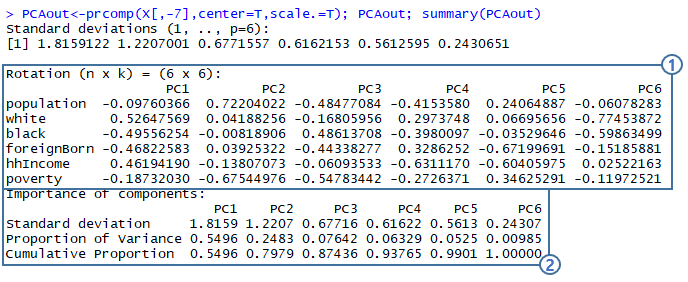 > PCAout<-prcomp(X[,-7],center=T,scale.=T); PCAout; summary(PCAout)
Standard deviations (1, .., p=6):
[1] 1.8159122 1.2207001 0.6771557 0.6162153 0.5612595 0.2430651
1
Rotation (n x k) = (6 x 6):
PC1 PC2 PC3 PC4 PC5 PC6
population -0.09760366 0.72204022 -0.48477084 -0.4153580 0.24064887 -0.06078283
white 0.52647569 0.04188256 -0.16805956 0.2973748 0.06695656 -0.77453872
black -0.49556254 -0.00818906 0.48613708 -0.3980097 -0.03529646 -0.59863499
foreignBorn -0.46822583 0.03925322 -0.44338277 0.3286252 -0.67199691 -0.15185881
hhIncome 0.46194190 -0.13807073 -0.06093533 -0.6311170 -0.60405975 0.02522163
poverty -0.18732030 -0.67544976 -0.54783442 -0.2726371 0.34625291 -0.11972521
Importance of components:
PC1 PC2 PC3 PC4 PC5 PC6
Standard deviation 1.8159 1.2207 0.67716 0.61622 0.5613 0.24307
Proportion of Variance 0.5496 0.2483 0.07642 0.06329 0.0525 0.00985
Cumulative Proportion 0.5496 0.7979 0.87436 0.93765 0.9901 1.00000
2